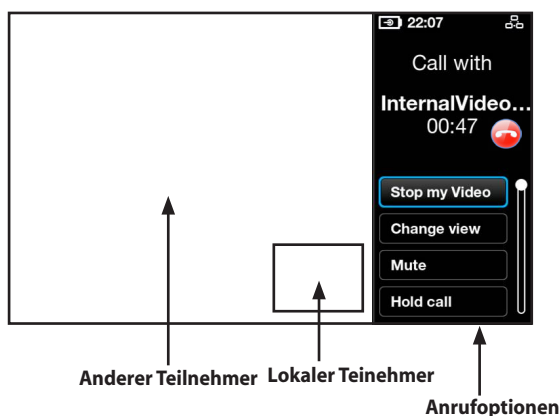 22:07
Call with
InternalVideo...
00:47
Stop my Video
Change view
Mute
Hold call
Anderer Teilnehmer
Lokaler Teinehmer
Anrufoptionen